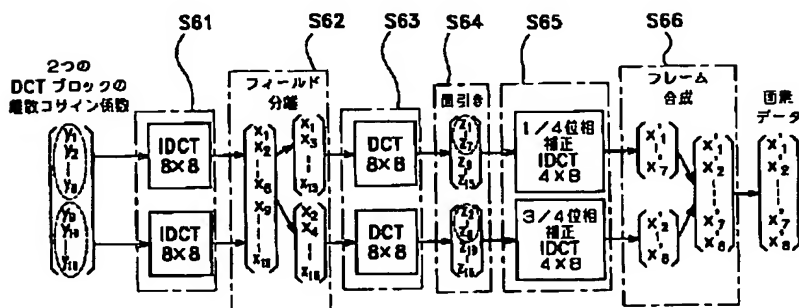 S61
S62
S63
S64
S65
S66
2つの
DCT ブロックの
離散コサイン係数
フィールド
分離
間引き
フレーム
合成
画素
データ
y₁
y₂
y₈
y₉
y₁₀
y₁₆
IDCT
8×8
IDCT
8×8
x₁
x₂
x₈
x₉
x₁₆
x₁
x₃
x₁₅
x₂
x₄
x₁₆
DCT
8×8
DCT
8×8
z₁
z₇
z₉
z₁₅
z₂
z₈
z₁₀
z₁₆
1/4位相
補正
IDCT
4×8
3/4位相
補正
IDCT
4×8
x'₁
x'₇
x'₂
x'₈
x'₁
x'₂
x'₇
x'₈
x'₁
x'₂
x'₇
x'₈